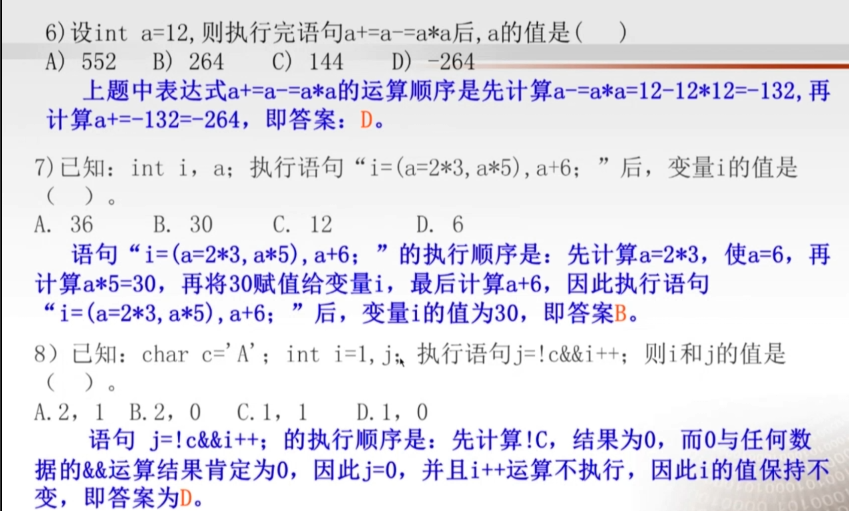 6)设int a=12,则执行完语句a+=a-=a*a后,a的值是(  )
A) 552  B) 264  C) 144  D) -264
上题中表达式a+=a-=a*a的运算顺序是先计算a-=a*a=12-12*12=-132,再
计算a+=-132=-264，即答案：D。
7)已知：int i，a；执行语句“i=(a=2*3,a*5),a+6；”后，变量i的值是
（  ）。
A. 36  B. 30  C. 12  D. 6
语句“i=(a=2*3,a*5),a+6；”的执行顺序是：先计算a=2*3，使a=6，再
计算a*5=30，再将30赋值给变量i，最后计算a+6，因此执行语句
“i=(a=2*3,a*5),a+6；”后，变量i的值为30，即答案B。
8）已知：char c='A'；int i=1,j；执行语句j=!c&&i++；则i和j的值是
（  ）。
A.2，1  B.2，0  C.1，1  D.1，0
语句 j=!c&&i++；的执行顺序是：先计算!C，结果为0，而0与任何数
据的&&运算结果肯定为0，因此j=0，并且i++运算不执行，因此i的值保持不
变，即答案为D。